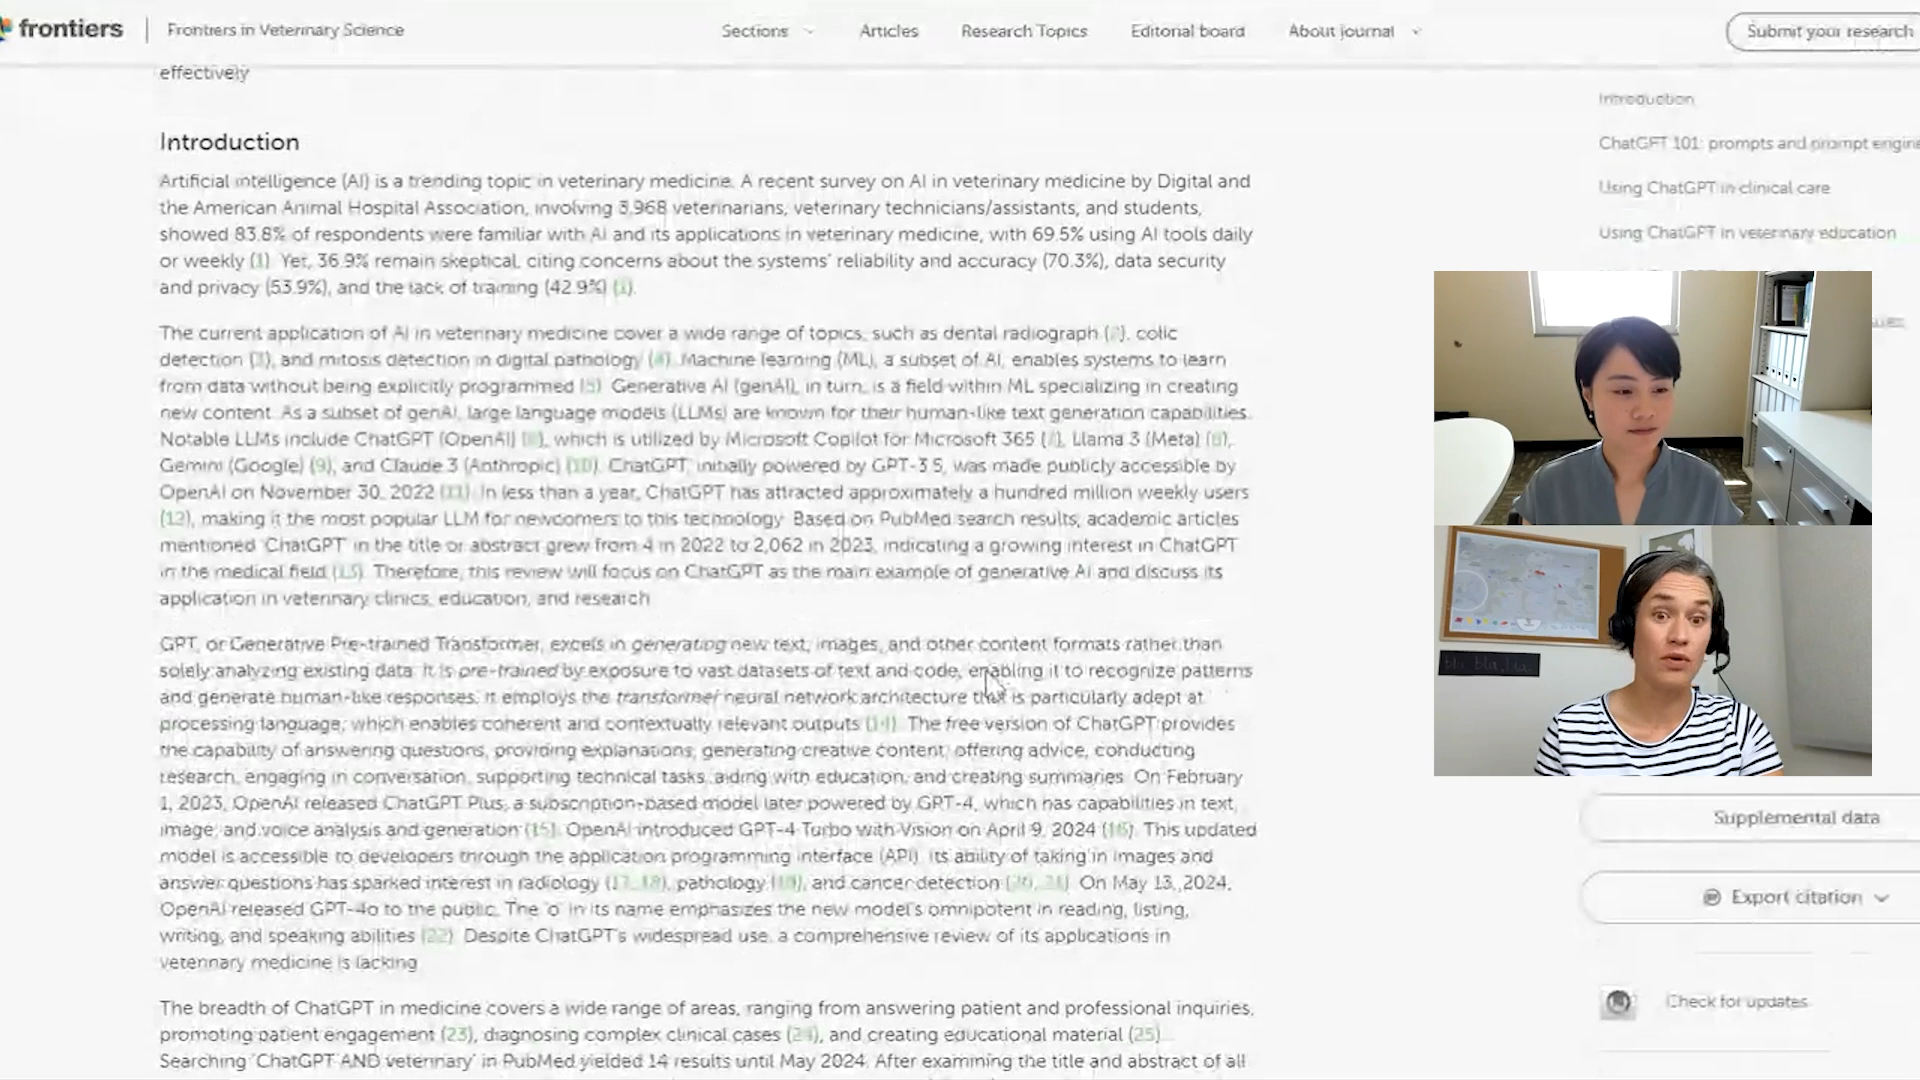 frontiers
Frontiers in Veterinary Science
Sections
Articles
Research Topics
Editorial board
About journal
Submit your research
effectively
Introduction
Artificial intelligence (AI) is a trending topic in veterinary medicine. A recent survey on AI in veterinary medicine by Digital and
the American Animal Hospital Association, involving 3,968 veterinarians, veterinary technicians/assistants, and students,
showed 83.8% of respondents were familiar with AI and its applications in veterinary medicine, with 69.5% using AI tools daily
or weekly (1). Yet, 36.9% remain skeptical, citing concerns about the systems' reliability and accuracy (70.3%), data security
and privacy (53.9%), and the lack of training (42.9%) (1).
The current application of AI in veterinary medicine cover a wide range of topics, such as dental radiograph (2), colic
detection (3), and mitosis detection in digital pathology (4). Machine learning (ML), a subset of AI, enables systems to learn
from data without being explicitly programmed (5). Generative AI (genAI), in turn, is a field within ML specializing in creating
new content. As a subset of genAI, large language models (LLMs) are known for their human-like text generation capabilities.
Notable LLMs include ChatGPT (OpenAI) (6), which is utilized by Microsoft Copilot for Microsoft 365 (7), Llama 3 (Meta) (8),
Gemini (Google) (9), and Claude 3 (Anthropic) (10). ChatGPT, initially powered by GPT-3.5, was made publicly accessible by
OpenAI on November 30, 2022 (11). In less than a year, ChatGPT has attracted approximately a hundred million weekly users
(12), making it the most popular LLM for newcomers to this technology. Based on PubMed search results, academic articles
mentioned 'ChatGPT' in the title or abstract grew from 4 in 2022 to 2,062 in 2023, indicating a growing interest in ChatGPT
in the medical field (13). Therefore, this review will focus on ChatGPT as the main example of generative AI and discuss its
application in veterinary clinics, education, and research.
GPT, or Generative Pre-trained Transformer, excels in generating new text, images, and other content formats rather than
solely analyzing existing data. It is pre-trained by exposure to vast datasets of text and code, enabling it to recognize patterns
and generate human-like responses. It employs the transformer neural network architecture that is particularly adept at
processing language, which enables coherent and contextually relevant outputs (14). The free version of ChatGPT provides
the capability of answering questions, providing explanations, generating creative content, offering advice, conducting
research, engaging in conversation, supporting technical tasks, aiding with education, and creating summaries. On February
1, 2023, OpenAI released ChatGPT Plus, a subscription-based model later powered by GPT-4, which has capabilities in text,
image, and voice analysis and generation (15). OpenAI introduced GPT-4 Turbo with Vision on April 9, 2024 (16). This updated
model is accessible to developers through the application programming interface (API). Its ability of taking in images and
answer questions has sparked interest in radiology (17, 18), pathology (19), and cancer detection (20, 21). On May 13, 2024,
OpenAI released GPT-4o to the public. The 'o' in its name emphasizes the new model's omnipotent in reading, listing,
writing, and speaking abilities (22). Despite ChatGPT's widespread use, a comprehensive review of its applications in
veterinary medicine is lacking.
The breadth of ChatGPT in medicine covers a wide range of areas, ranging from answering patient and professional inquiries,
promoting patient engagement (23), diagnosing complex clinical cases (24), and creating educational material (25).
Searching 'ChatGPT AND veterinary' in PubMed yielded 14 results until May 2024. After examining the title and abstract of all
Introduction
ChatGPT 101: prompts and prompt engine
Using ChatGPT in clinical care
Using ChatGPT in veterinary education
bla, bla, bla
Supplemental data
Export citation
Check for updates